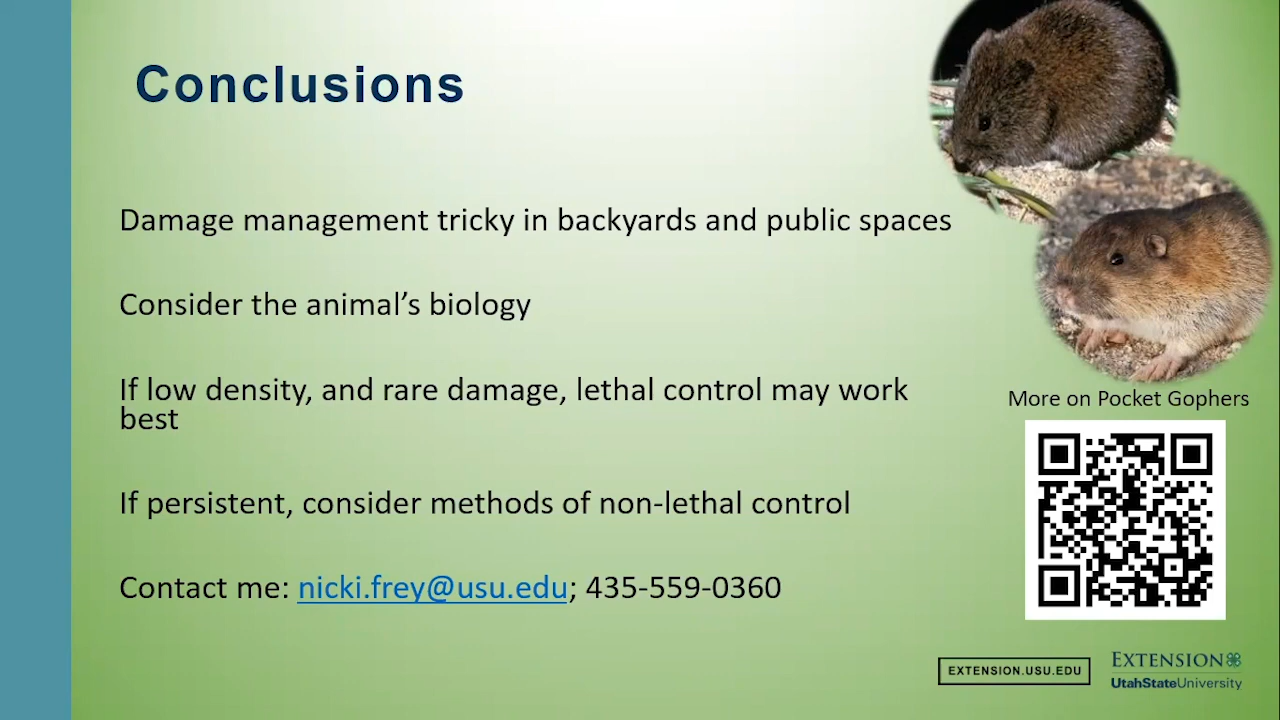 Conclusions
Damage management tricky in backyards and public spaces
Consider the animal’s biology
If low density, and rare damage, lethal control may work
best
If persistent, consider methods of non-lethal control
Contact me: nicki.frey@usu.edu; 435-559-0360
More on Pocket Gophers
EXTENSION.USU.EDU
EXTENSION
UtahStateUniversity